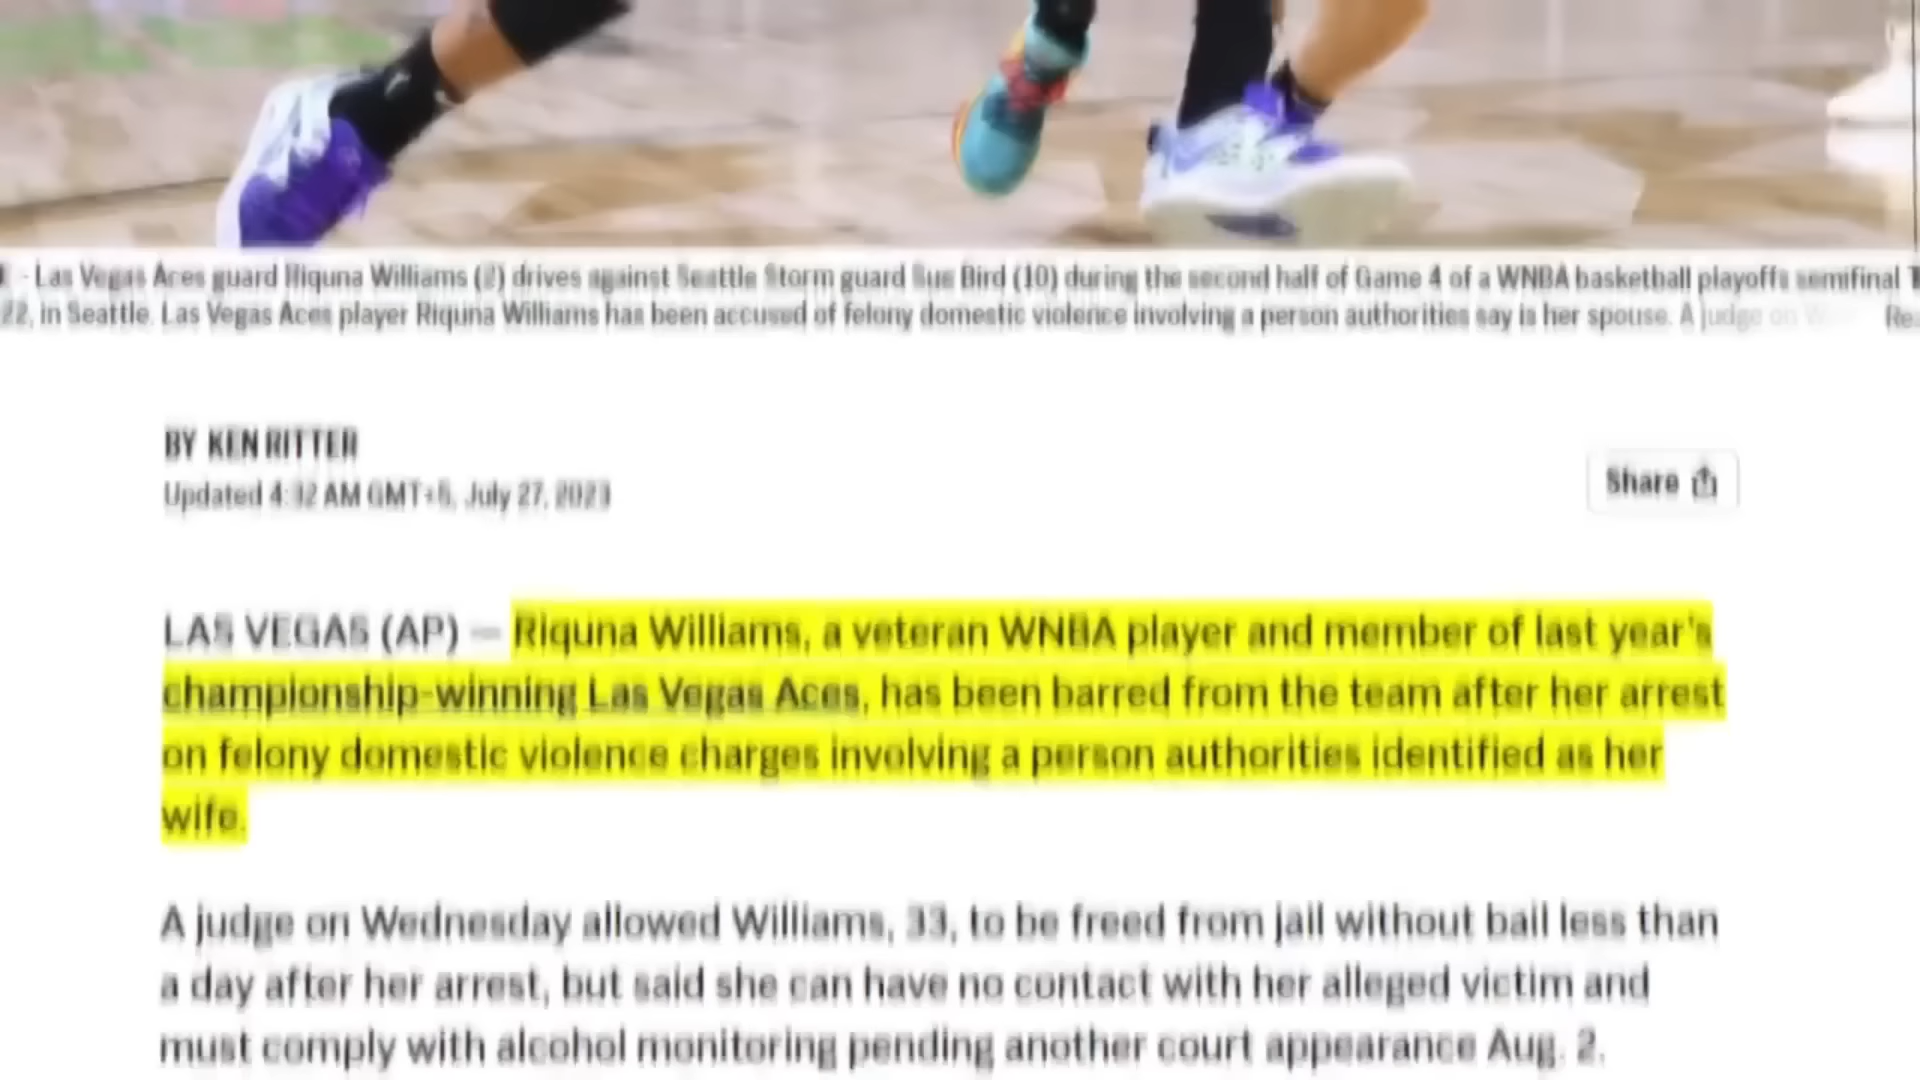 - Las Vegas Aces guard Riquna Williams (2) drives against Seattle Storm guard Sue Bird (10) during the second half of Game 4 of a WNBA basketball playoffs semifinal
22, in Seattle. Las Vegas Aces player Riquna Williams has been accused of felony domestic violence involving a person authorities say is her spouse. A judge on
BY KEN RITTER
Updated 4:32 AM GMT+5, July 27, 2023
Share
LAS VEGAS (AP) — Riquna Williams, a veteran WNBA player and member of last year's
championship-winning Las Vegas Aces, has been barred from the team after her arrest
on felony domestic violence charges involving a person authorities identified as her
wife.
A judge on Wednesday allowed Williams, 33, to be freed from jail without bail less than
a day after her arrest, but said she can have no contact with her alleged victim and
must comply with alcohol monitoring pending another court appearance Aug. 2.